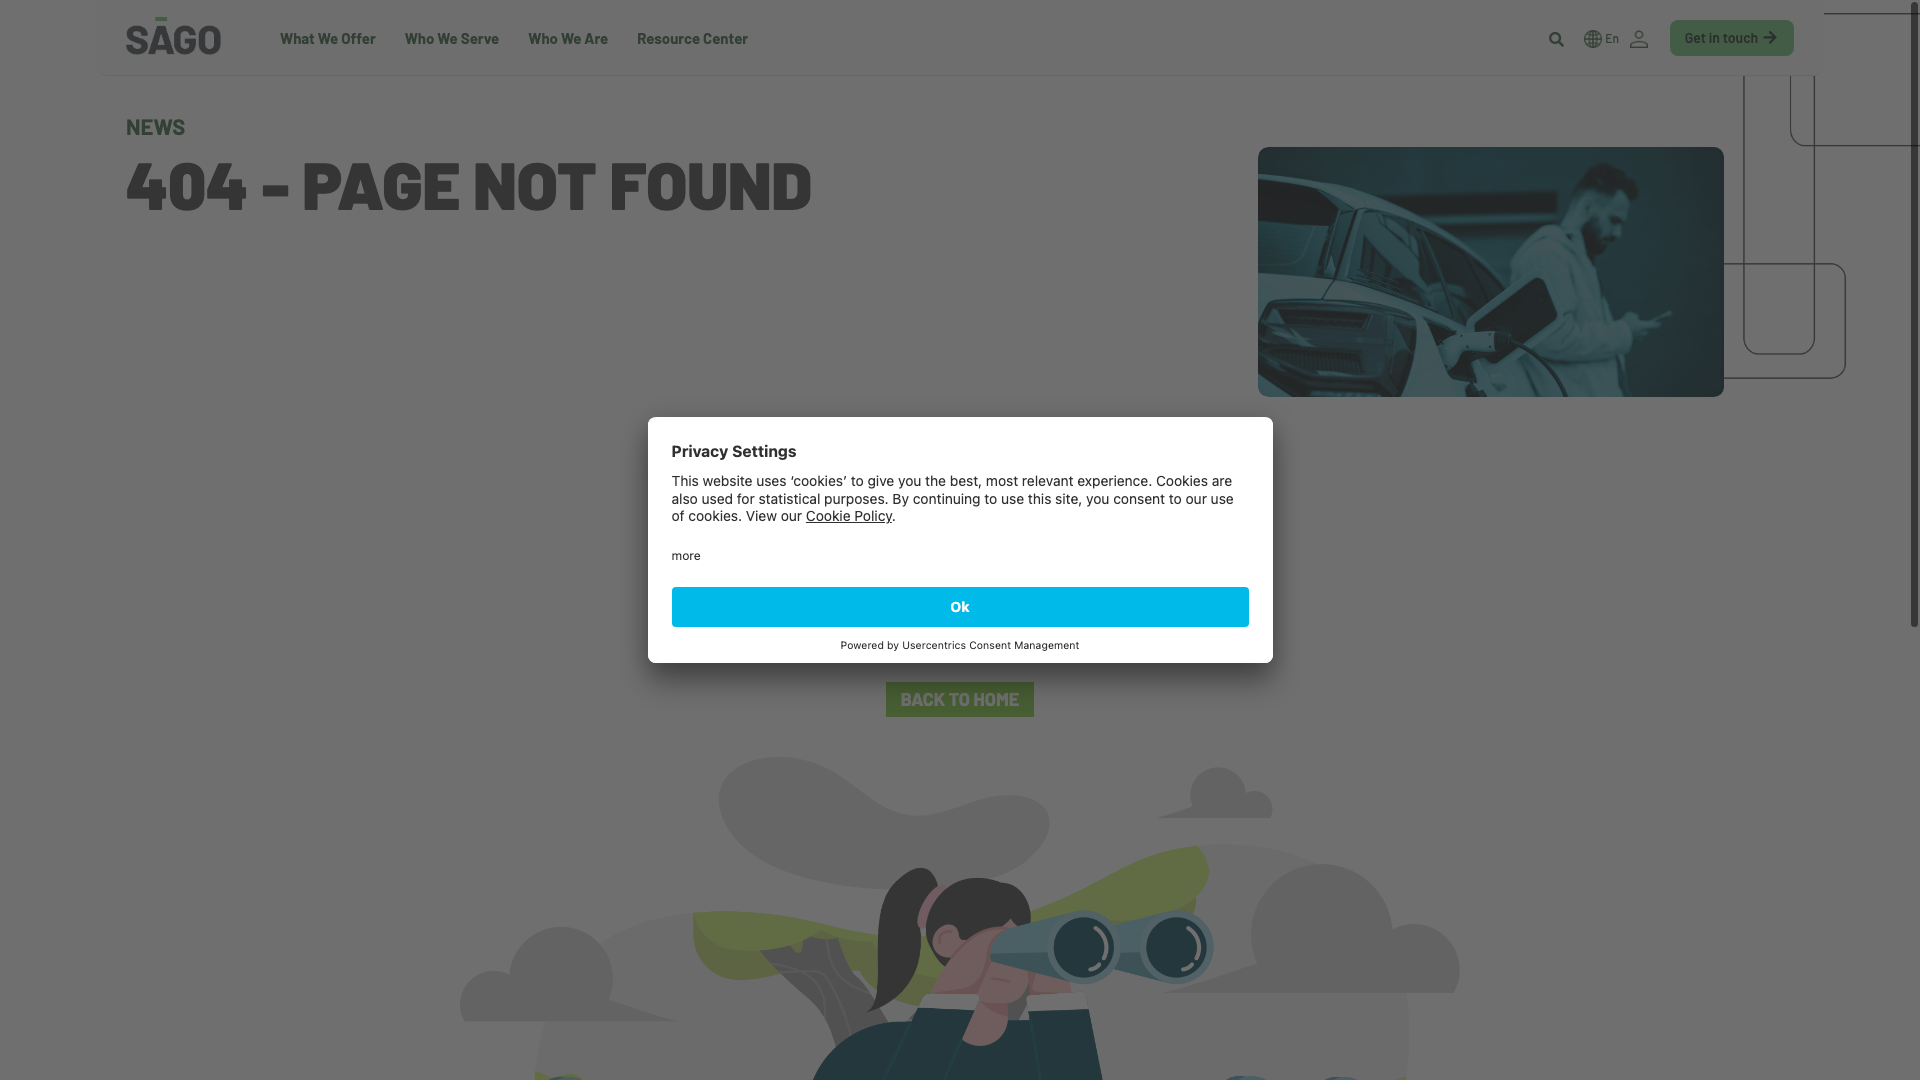 SAGO
What We Offer
Who We Serve
Who We Are
Resource Center
En
Get in touch
NEWS
404 - PAGE NOT FOUND
Privacy Settings
This website uses ‘cookies’ to give you the best, most relevant experience. Cookies are
also used for statistical purposes. By continuing to use this site, you consent to our use
of cookies. View our Cookie Policy.
more
Ok
Powered by Usercentrics Consent Management
BACK TO HOME